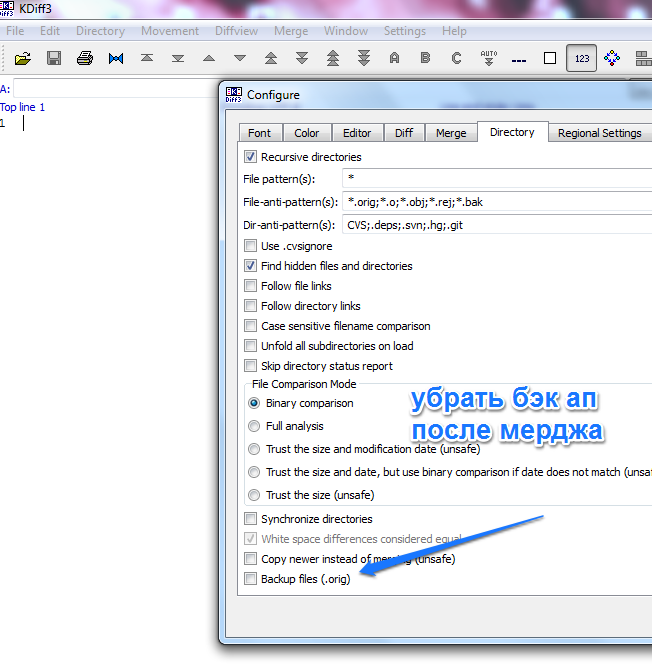 KDiff3
File Edit Directory Movement Diffview Merge Window Settings Help
A B C AUTO 123
A:
Top line 1
1
Configure
Font Color Editor Diff Merge Directory Regional Settings
Recursive directories
File pattern(s): *
File-anti-pattern(s): *.orig;*.o;*.obj;*.rej;*.bak
Dir-anti-pattern(s): CVS;.deps;.svn;.hg;.git
Use .cvsignore
Find hidden files and directories
Follow file links
Follow directory links
Case sensitive filename comparison
Unfold all subdirectories on load
Skip directory status report
File Comparison Mode
Binary comparison
Full analysis
убрать бэк ап
после мерджа
Trust the size and modification date (unsafe)
Trust the size and date, but use binary comparison if date does not match (unsa
Trust the size (unsafe)
Synchronize directories
White space differences considered equal
Copy newer instead of merging (unsafe)
Backup files (.orig)